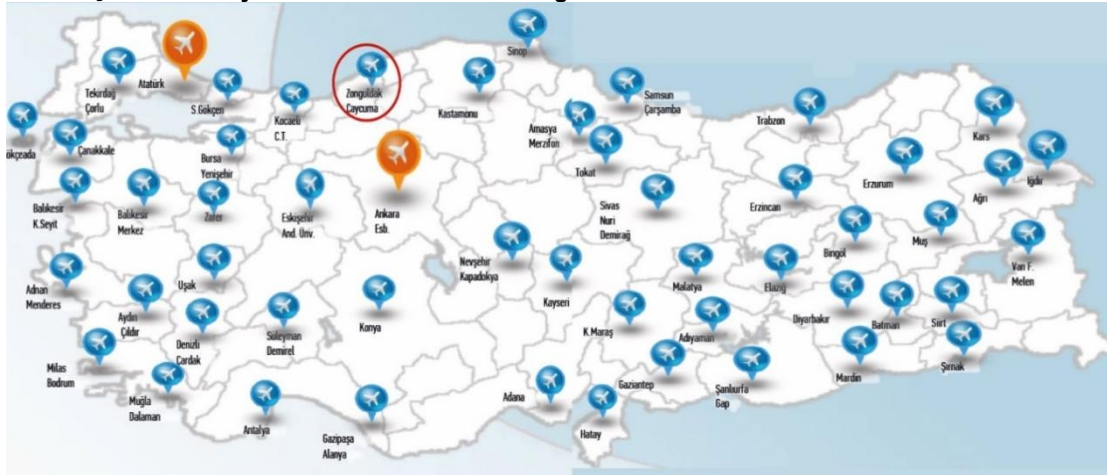 Sinop
Tekirdağ
Çorlu
Atatürk
S.Gökçen
Kocaeli
C.T.
Zonguldak
Çaycuma
Kastamonu
Samsun
Çarşamba
Amasya
Merzifon
Tokat
Trabzon
Kars
Iğdır
Ağrı
Erzurum
Erzincan
Çanakkale
Bursa
Yenişehir
Balıkesir
K.Seyit
Balıkesir
Merkez
Zafer
Eskişehir
And. Üniv.
Ankara
Esb.
Sivas
Nuri
Demirağ
Bingöl
Muş
Van F.
Melen
Adnan
Menderes
Uşak
Nevşehir
Kapadokya
Kayseri
Malatya
Elazığ
Aydın
Çıldır
Denizli
Çardak
Süleyman
Demirel
Konya
K.Maraş
Adıyaman
Diyarbakır
Batman
Siirt
Milas
Bodrum
Muğla
Dalaman
Antalya
Gazipaşa
Alanya
Adana
Hatay
Gaziantep
Şanlıurfa
Gap
Mardin
Şırnak